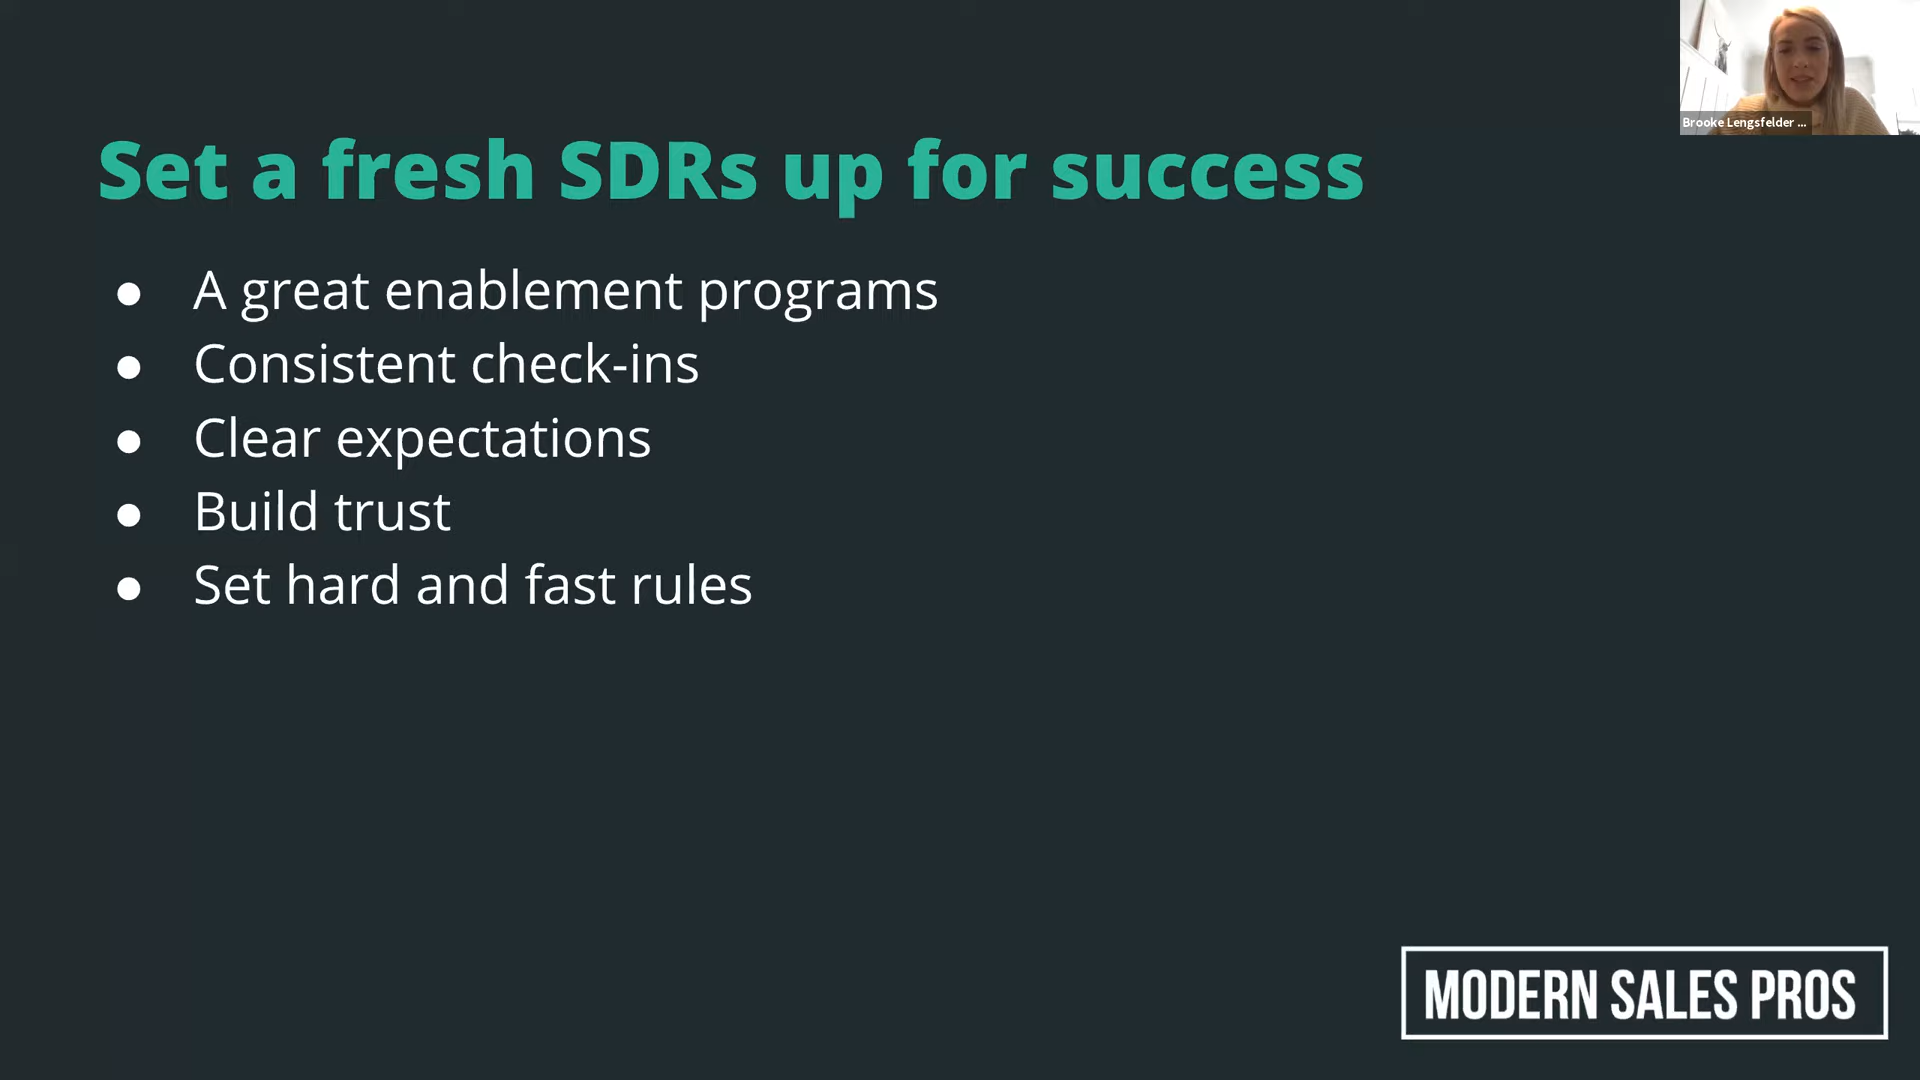 Brooke Lengsfelder ...
Set a fresh SDRs up for success
● A great enablement programs
● Consistent check-ins
● Clear expectations
● Build trust
● Set hard and fast rules
MODERN SALES PROS